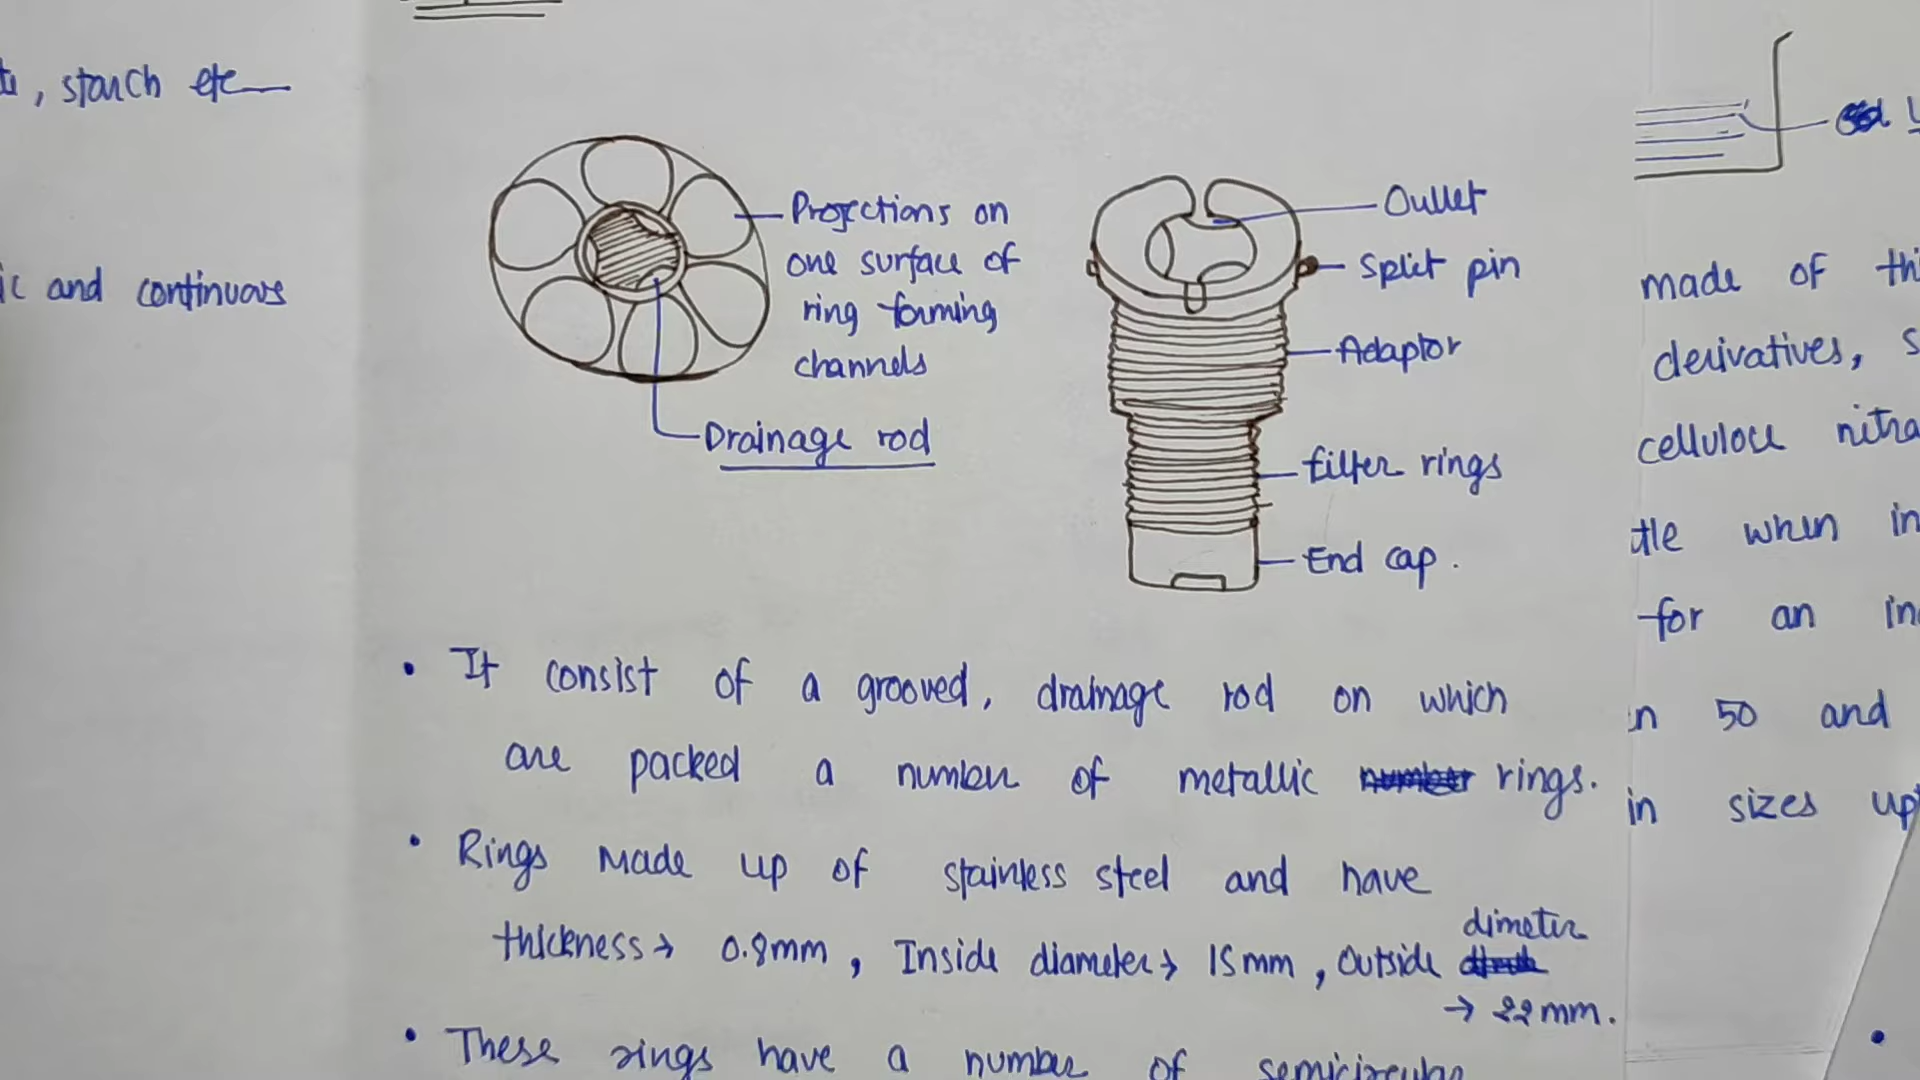 , starch etc
and continuous
Projections on
one surface of
ring forming
channels
Drainage rod
Oullet
Split pin
Adaptor
filter rings
End cap.
• It consist of a grooved, drainage rod on which
are packed a number of metallic number rings.
• Rings made up of stainless steel and have
thickness → 0.8mm, Inside diameter → 15mm, Outside dimeter
→ 22mm.
• These rings have a number of semicircular
made of
derivatives,
cellulose
when
for an
50 and
in sizes